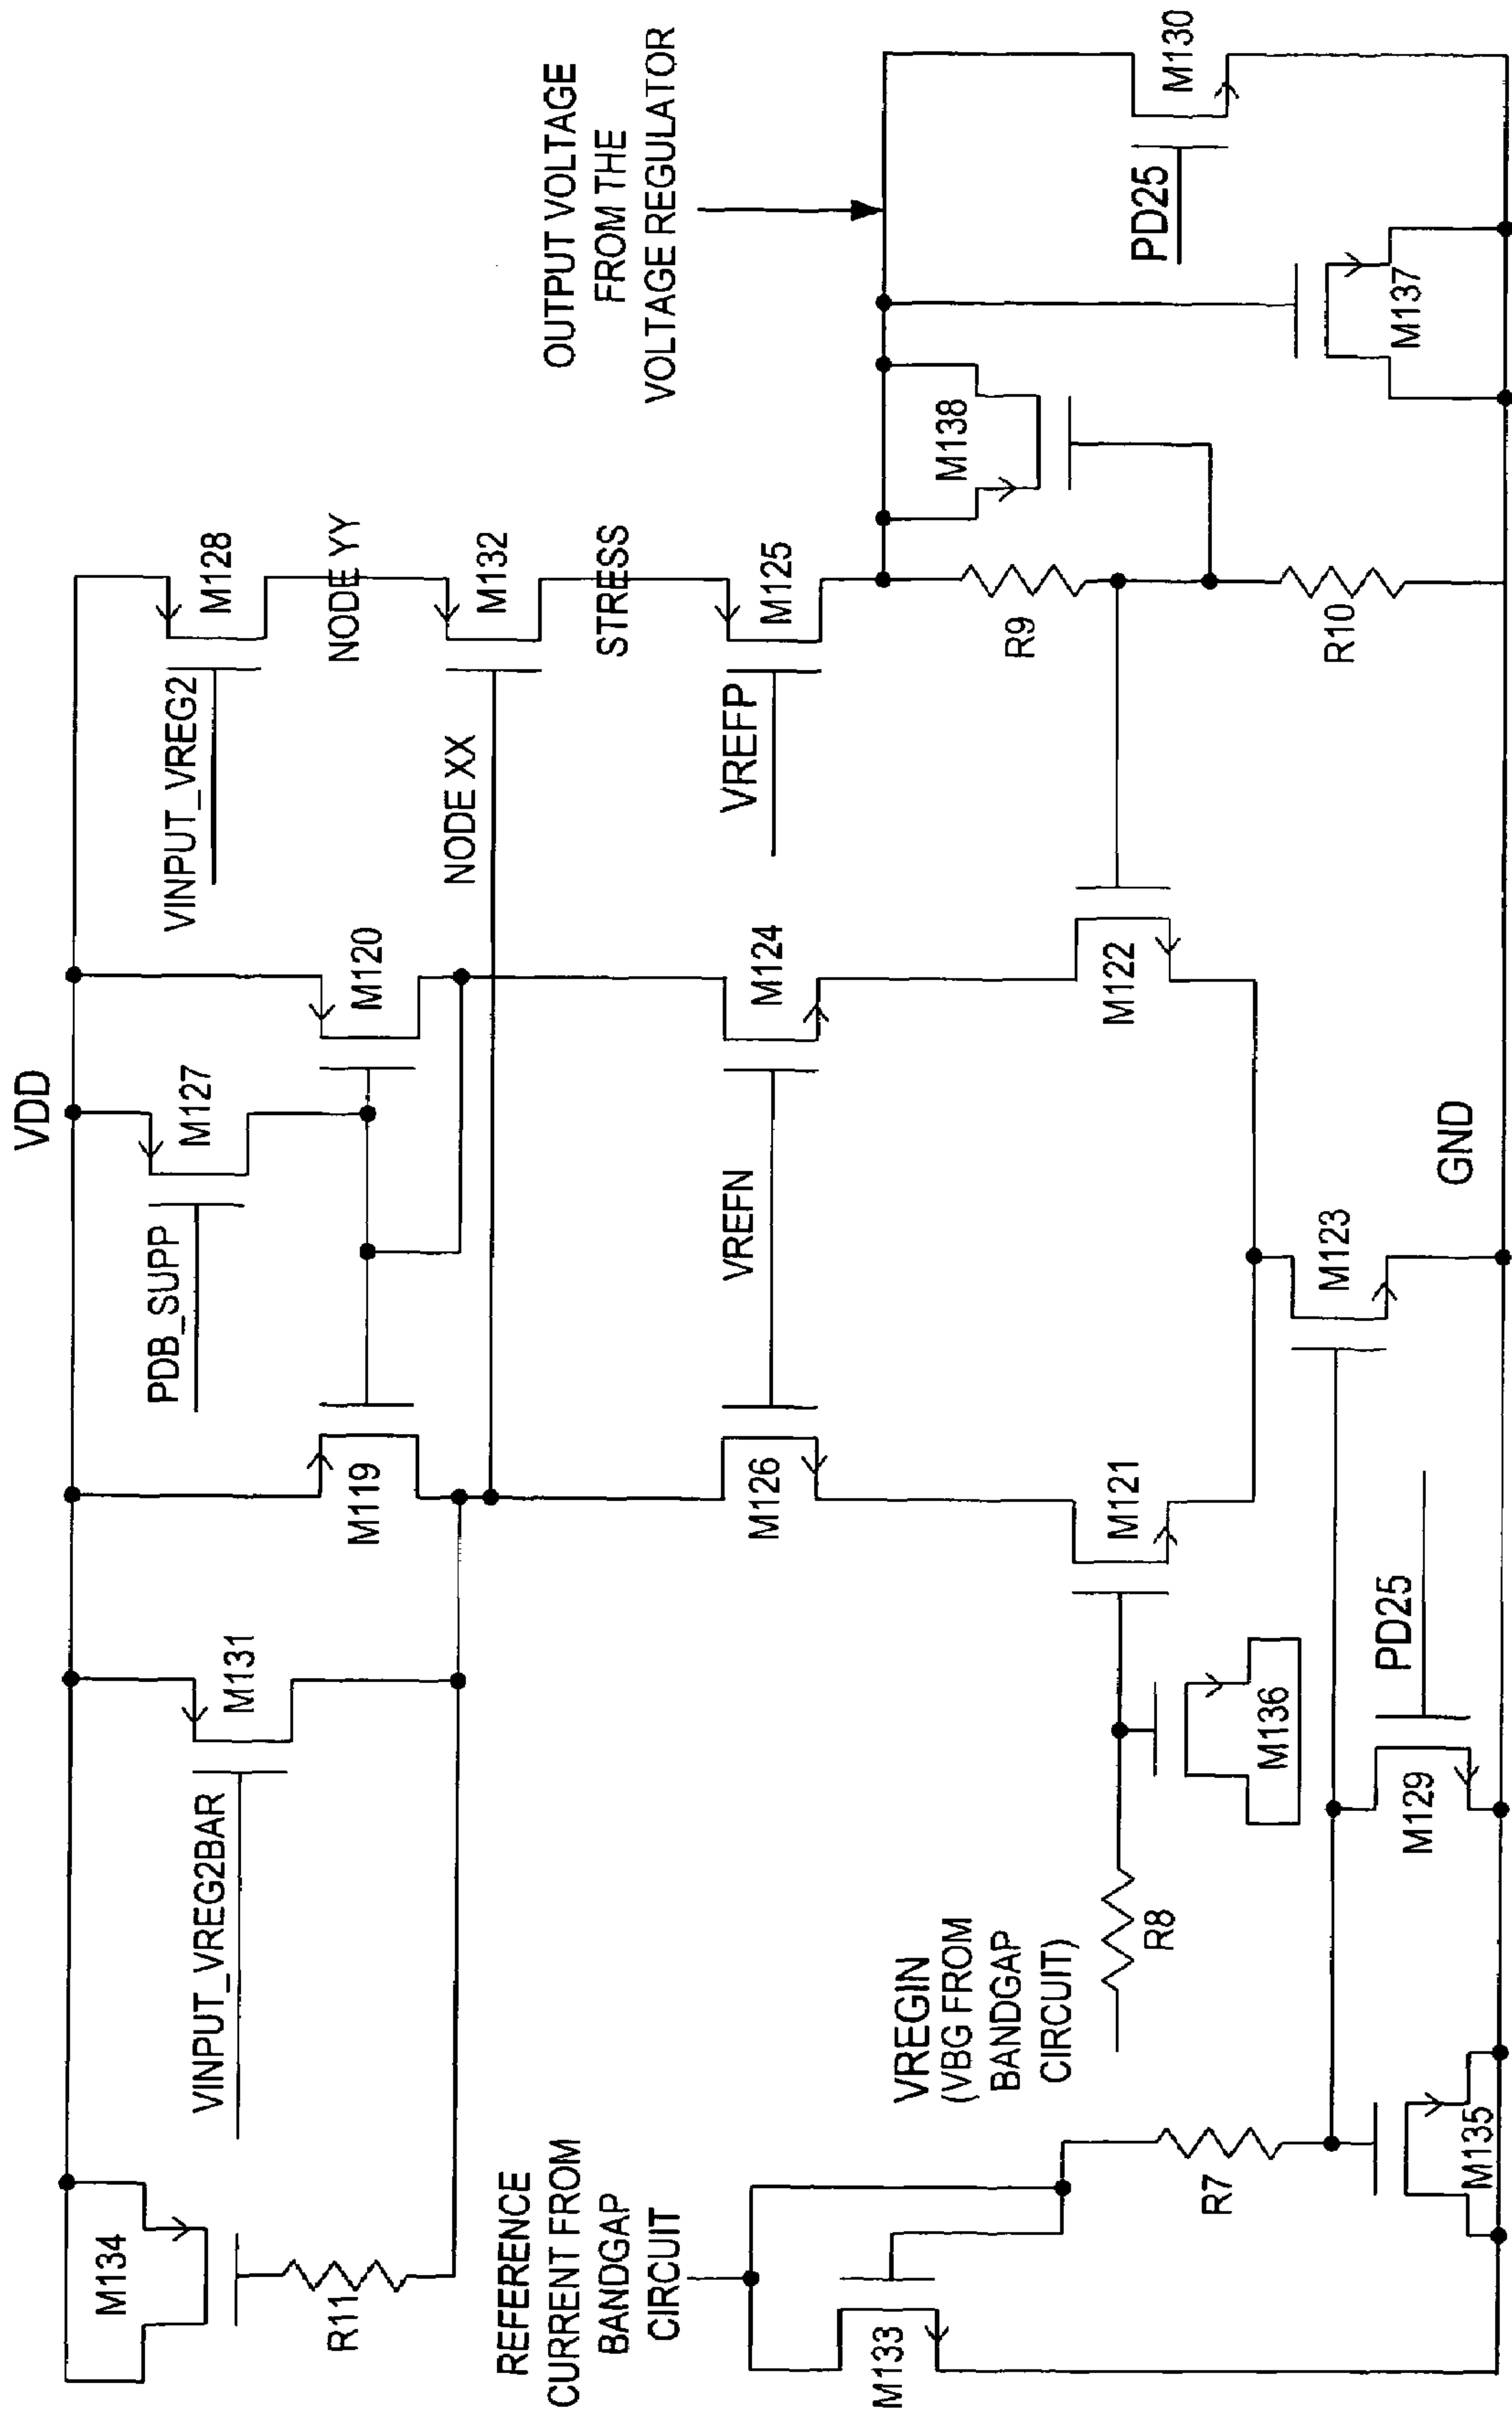 VDD
M134
R11
VINPUT_VREG2BAR
M131
M119
PDB_SUPP
M127
M120
VINPUT_VREG2
M128
NODE YY
NODE XX
M132
STRESS
OUTPUT VOLTAGE
FROM THE
VOLTAGE REGULATOR
REFERENCE
CURRENT FROM
BANDGAP
CIRCUIT
M126
VREFN
M124
VREFP
M125
M138
R9
M133
VREGIN
(VBG FROM
BANDGAP
CIRCUIT)
R8
M136
M121
M122
R10
PD25
M130
M137
R7
M135
M129
PD25
M123
GND